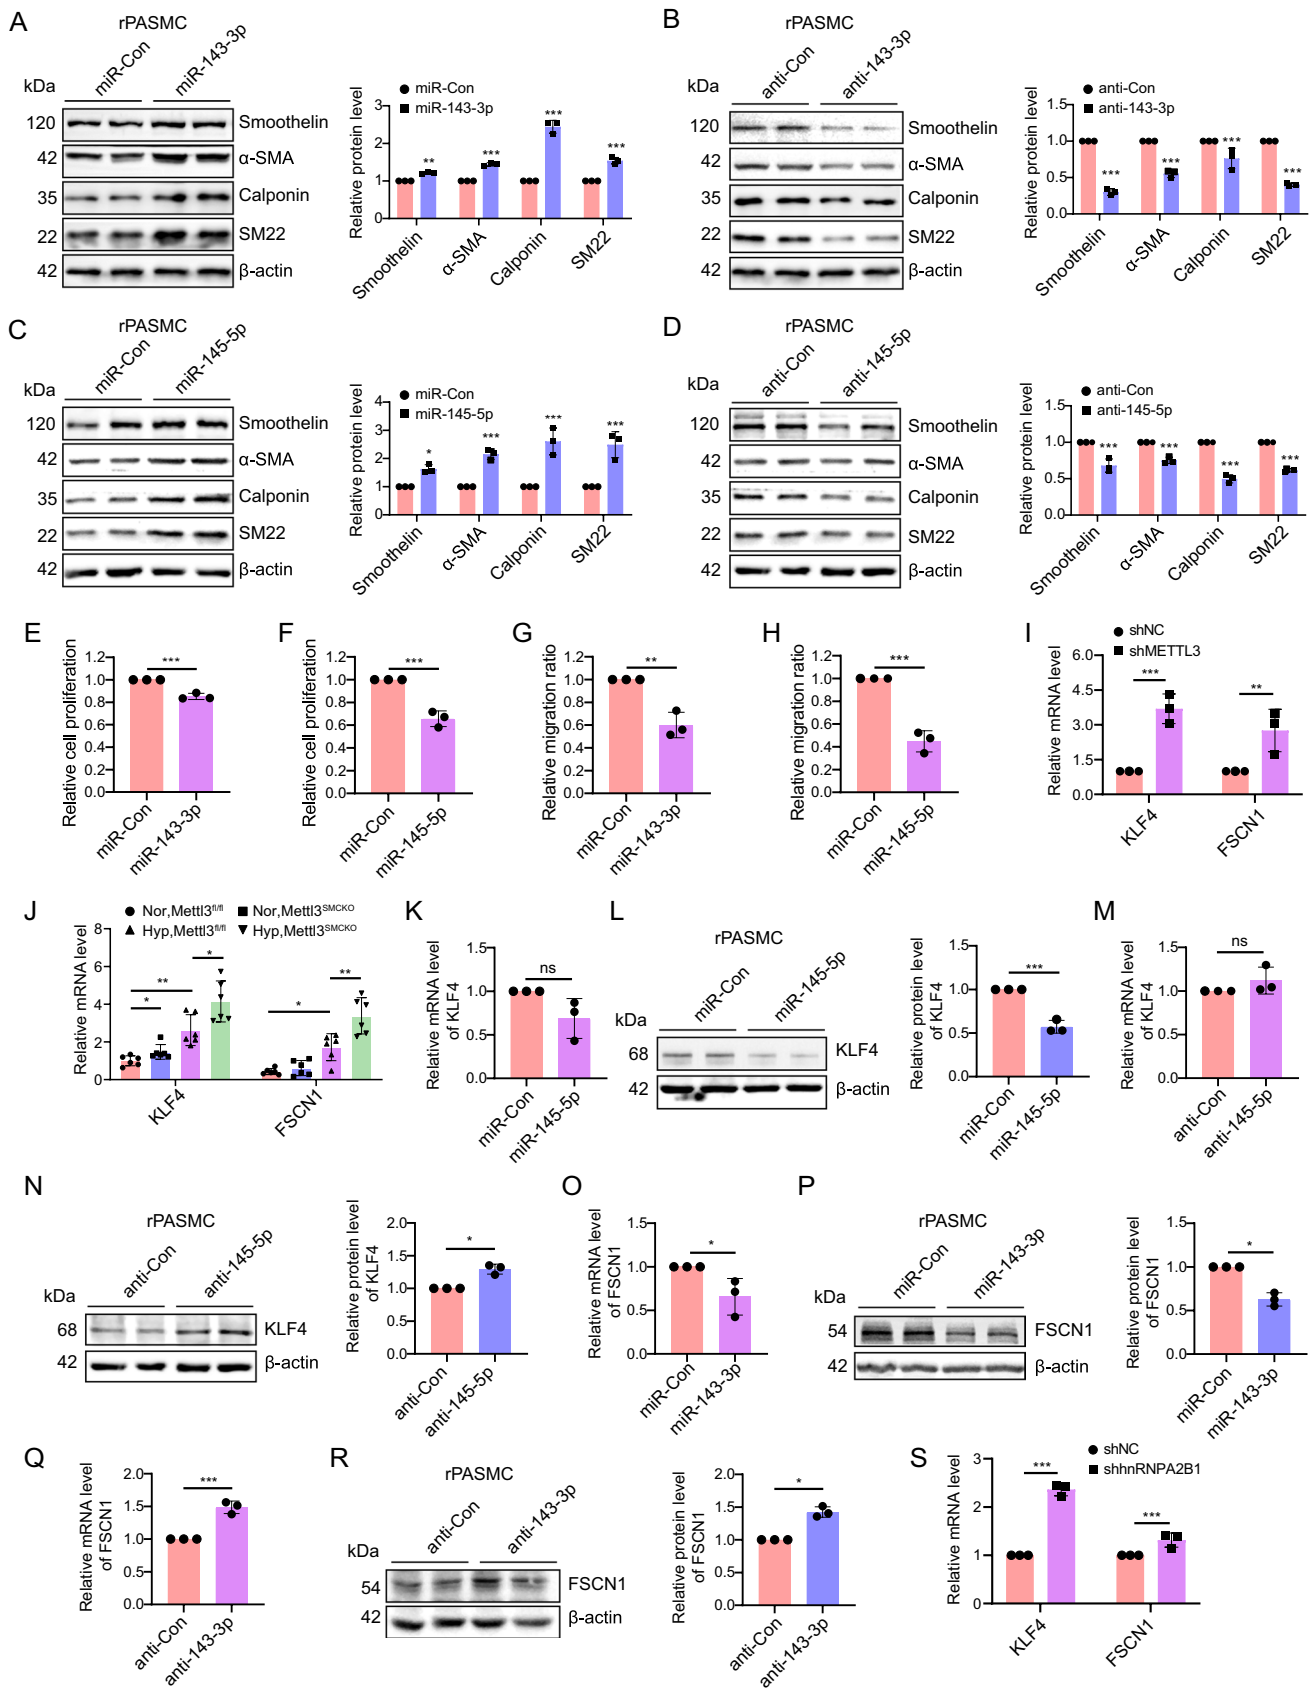 A
rPASMC
miR-Con
miR-143-3p
kDa
120
Smoothelin
42
α-SMA
35
Calponin
22
SM22
42
β-actin
miR-Con
miR-143-3p
Relative protein level
3
2
1
0
**
***
***
***
Smoothelin
α-SMA
Calponin
SM22
B
rPASMC
anti-Con
anti-143-3p
kDa
120
Smoothelin
42
α-SMA
35
Calponin
22
SM22
42
β-actin
anti-Con
anti-143-3p
Relative protein level
1.5
1.0
0.5
0.0
***
***
***
***
Smoothelin
α-SMA
Calponin
SM22
C
rPASMC
miR-Con
miR-145-5p
kDa
120
Smoothelin
42
α-SMA
35
Calponin
22
SM22
42
β-actin
miR-Con
miR-145-5p
Relative protein level
4
3
2
1
0
*
***
***
***
Smoothelin
α-SMA
Calponin
SM22
D
rPASMC
anti-Con
anti-145-5p
kDa
120
Smoothelin
42
α-SMA
35
Calponin
22
SM22
42
β-actin
anti-Con
anti-145-5p
Relative protein level
1.5
1.0
0.5
0.0
***
***
***
***
Smoothelin
α-SMA
Calponin
SM22
E
Relative cell proliferation
1.2
1.0
0.8
0.6
0.4
0.2
0.0
***
miR-Con
miR-143-3p
F
Relative cell proliferation
1.2
1.0
0.8
0.6
0.4
0.2
0.0
***
miR-Con
miR-145-5p
G
Relative migration ratio
1.2
1.0
0.8
0.6
0.4
0.2
0.0
**
miR-Con
miR-143-3p
H
Relative migration ratio
1.2
1.0
0.8
0.6
0.4
0.2
0.0
***
miR-Con
miR-145-5p
I
shNC
shMETTL3
Relative mRNA level
6.0
4.5
3.0
1.5
0.0
***
**
KLF4
FSCN1
J
Nor,Mettl3fl/fl
Nor,Mettl3SMCKO
Hyp,Mettl3fl/fl
Hyp,Mettl3SMCKO
Relative mRNA level
8
6
4
2
0
*
**
*
*
**
KLF4
FSCN1
K
Relative mRNA level
of KLF4
1.5
1.0
0.5
0.0
ns
miR-Con
miR-145-5p
L
rPASMC
miR-Con
miR-145-5p
kDa
68
KLF4
42
β-actin
Relative protein level
of KLF4
1.5
1.0
0.5
0.0
***
miR-Con
miR-145-5p
M
Relative mRNA level
of KLF4
1.5
1.0
0.5
0.0
ns
anti-Con
anti-145-5p
N
rPASMC
anti-Con
anti-145-5p
kDa
68
KLF4
42
β-actin
Relative protein level
of KLF4
2.0
1.5
1.0
0.5
0.0
*
anti-Con
anti-145-5p
O
Relative mRNA level
of FSCN1
1.5
1.0
0.5
0.0
*
miR-Con
miR-143-3p
P
rPASMC
miR-Con
miR-143-3p
kDa
54
FSCN1
42
β-actin
Relative protein level
of FSCN1
1.5
1.0
0.5
0.0
*
miR-Con
miR-143-3p
Q
Relative mRNA level
of FSCN1
2.0
1.5
1.0
0.5
0.0
***
anti-Con
anti-143-3p
R
rPASMC
anti-Con
anti-143-3p
kDa
54
FSCN1
42
β-actin
Relative protein level
of FSCN1
2.0
1.5
1.0
0.5
0.0
*
anti-Con
anti-143-3p
S
shNC
shhnRNPA2B1
Relative mRNA level
3
2
1
0
***
***
KLF4
FSCN1